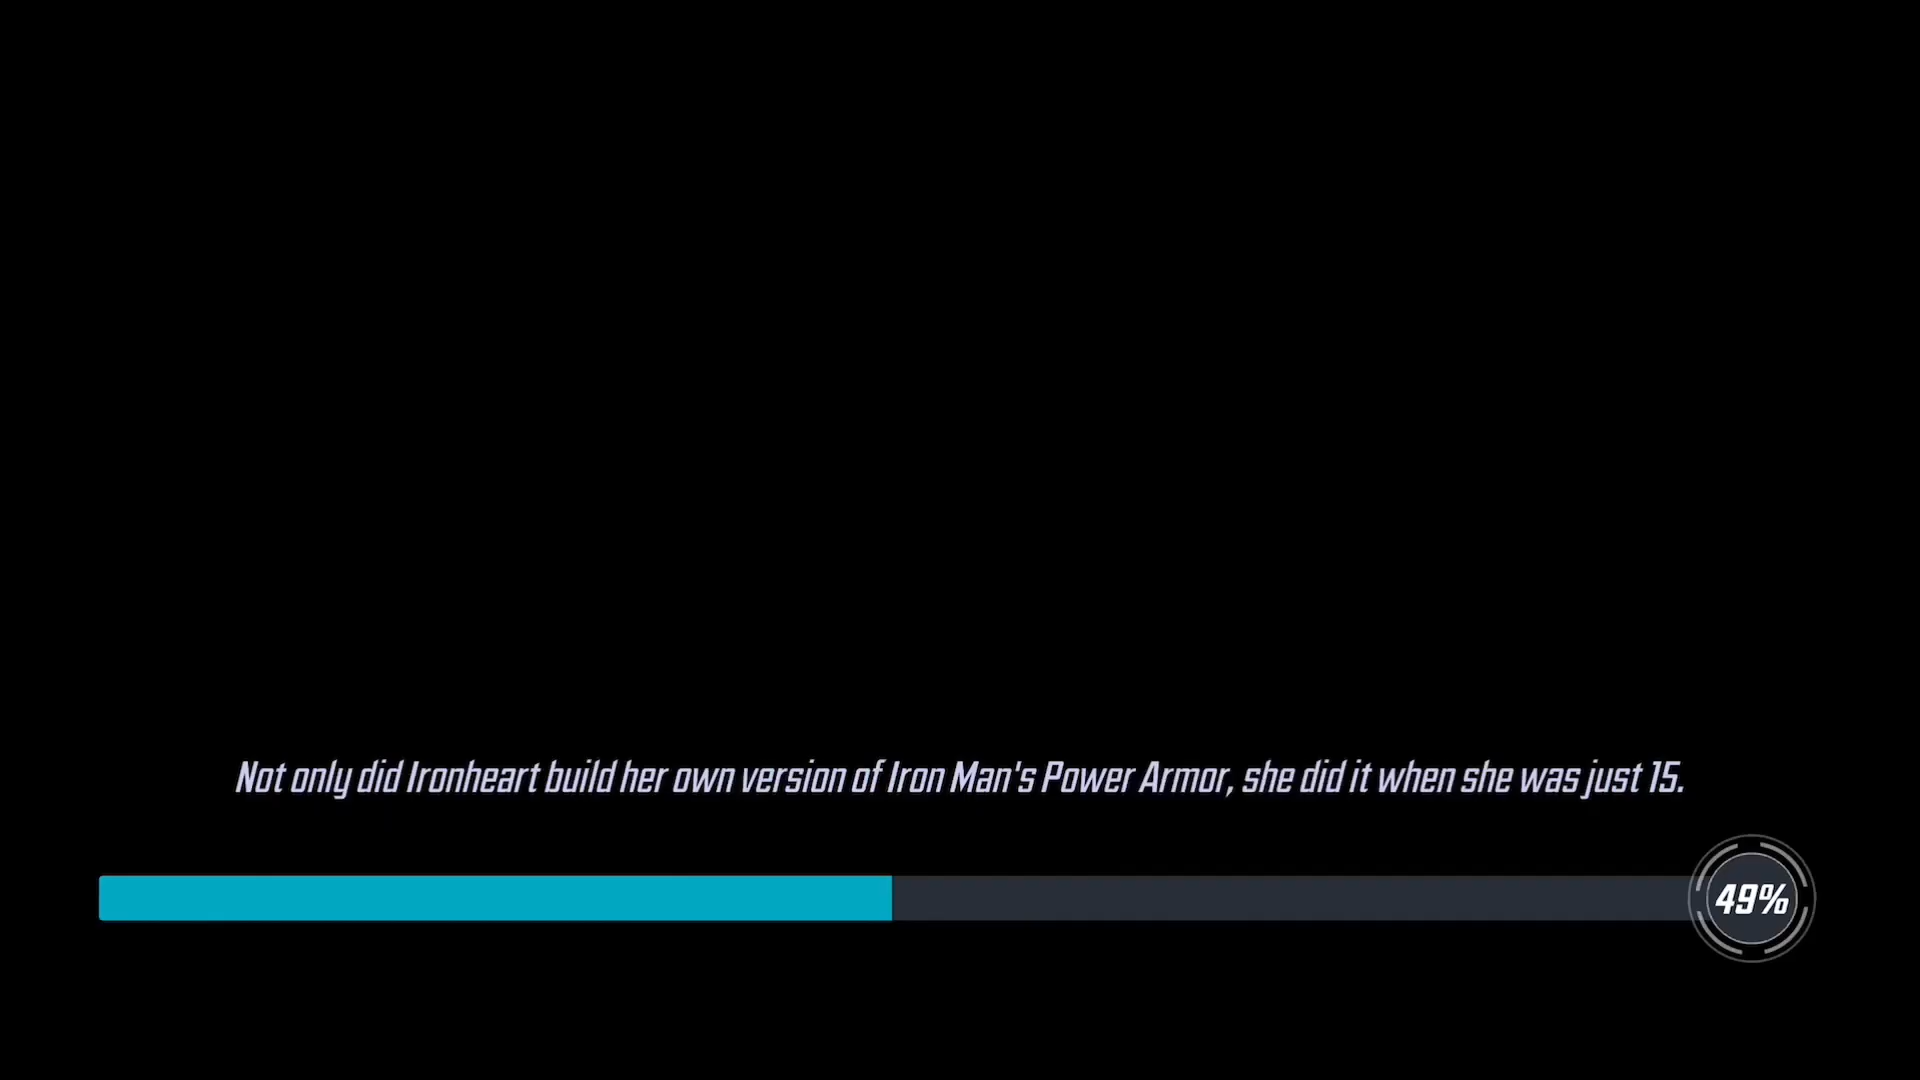 Not only did Ironheart build her own version of Iron Man's Power Armor, she did it when she was just 15.
49%